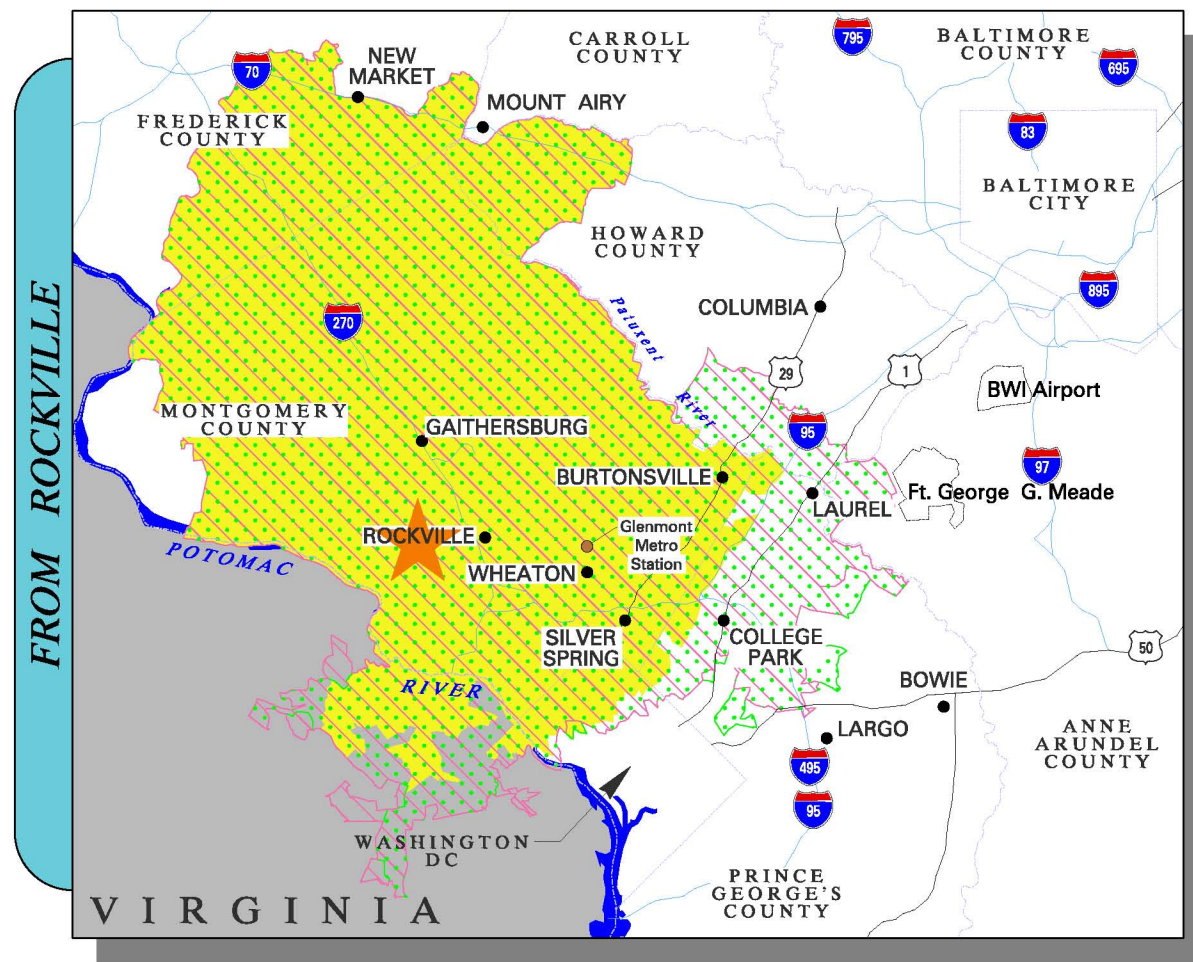 FROM ROCKVILLE
CARROLL
COUNTY
795
BALTIMORE
COUNTY
695
70
NEW
MARKET
MOUNT AIRY
FREDERICK
COUNTY
83
BALTIMORE
CITY
HOWARD
COUNTY
895
Patuxent
River
COLUMBIA
270
29
1
BWI Airport
MONTGOMERY
COUNTY
GAITHERSBURG
95
97
BURTONSVILLE
LAUREL
Ft. George G. Meade
ROCKVILLE
Glenmont
Metro
Station
POTOMAC
WHEATON
SILVER
SPRING
COLLEGE
PARK
50
RIVER
BOWIE
LARGO
ANNE
ARUNDEL
COUNTY
495
95
WASHINGTON
DC
PRINCE
GEORGE'S
COUNTY
VIRGINIA